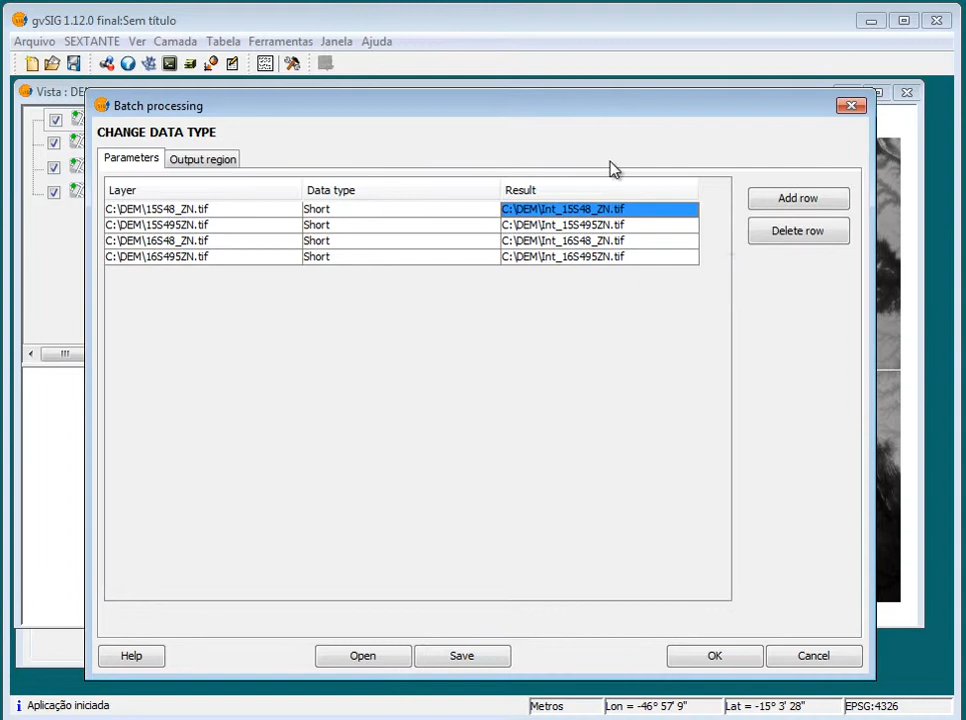 gvSIG 1.12.0 final:Sem título
Arquivo SEXTANTE Ver Camada Tabela Ferramentas Janela Ajuda
Vista : DE
Batch processing
CHANGE DATA TYPE
Parameters Output region
Layer Data type Result
C:\DEM\15S48_ZN.tif Short C:\DEM\Int_15S48_ZN.tif
C:\DEM\15S495ZN.tif Short C:\DEM\Int_15S495ZN.tif
C:\DEM\16S48_ZN.tif Short C:\DEM\Int_16S48_ZN.tif
C:\DEM\16S495ZN.tif Short C:\DEM\Int_16S495ZN.tif
Add row
Delete row
Help Open Save OK Cancel
Aplicação iniciada Metros Lon = -46° 57' 9" Lat = -15° 3' 28" EPSG:4326